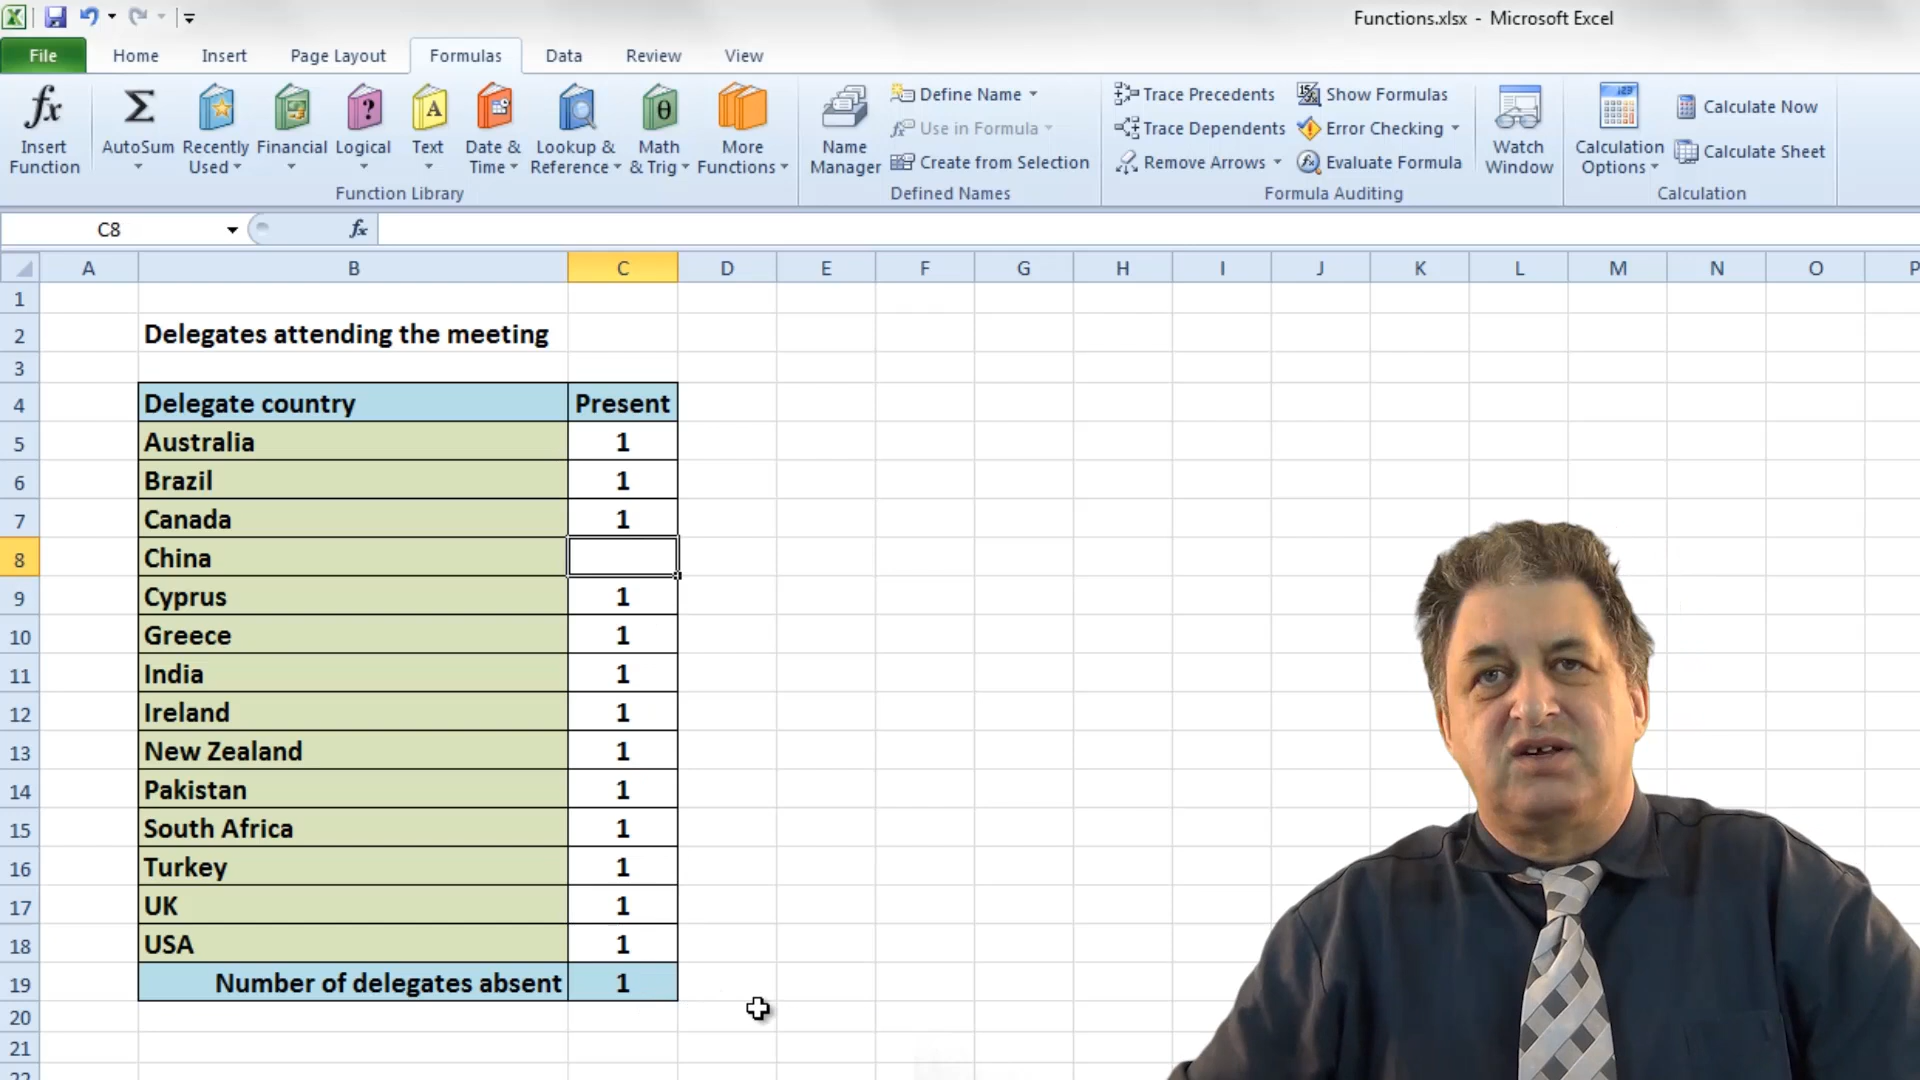 Functions.xlsx - Microsoft Excel
File Home Insert Page Layout Formulas Data Review View
fx Σ ? A θ
Insert Function
AutoSum
Recently Used
Financial
Logical
Text
Date & Time
Lookup & Reference
Math & Trig
More Functions
Function Library
Name Manager
Define Name
Use in Formula
Create from Selection
Defined Names
Trace Precedents
Trace Dependents
Remove Arrows
Show Formulas
Error Checking
Evaluate Formula
Formula Auditing
Watch Window
Calculation Options
Calculate Now
Calculate Sheet
Calculation
C8 fx
A B C D E F G H I J K L M N O P
1
2 Delegates attending the meeting
3
4 Delegate country Present
5 Australia 1
6 Brazil 1
7 Canada 1
8 China
9 Cyprus 1
10 Greece 1
11 India 1
12 Ireland 1
13 New Zealand 1
14 Pakistan 1
15 South Africa 1
16 Turkey 1
17 UK 1
18 USA 1
19 Number of delegates absent 1
20
21
22